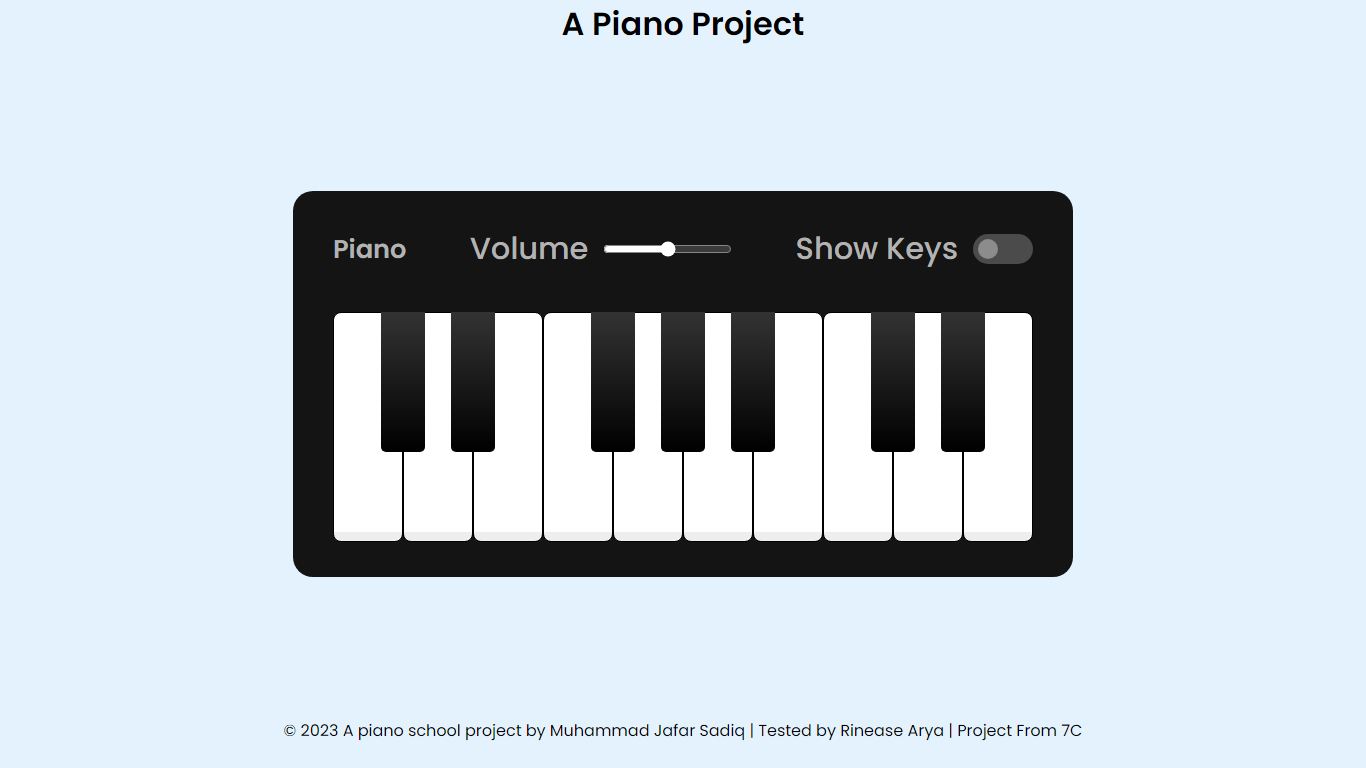 A Piano Project
Piano Volume Show Keys
© 2023 A piano school project by Muhammad Jafar Sadiq | Tested by Rinease Arya | Project From 7C